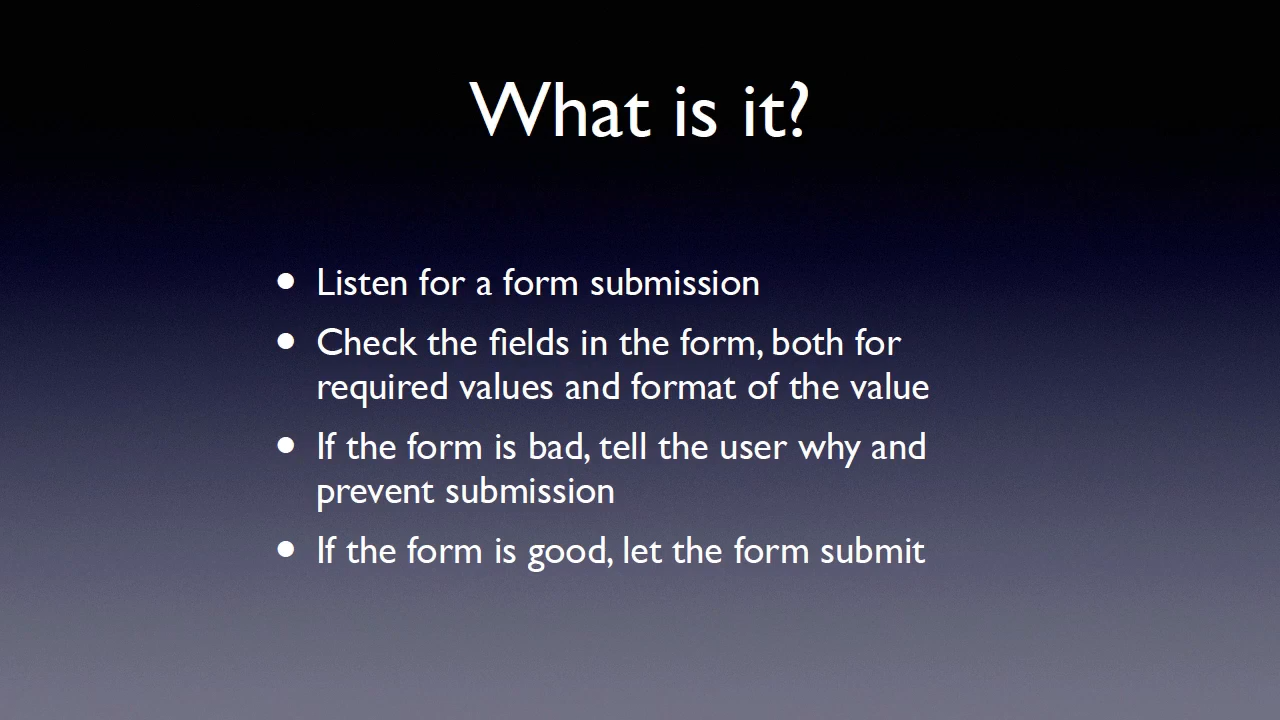 What is it?
• Listen for a form submission
• Check the fields in the form, both for
required values and format of the value
• If the form is bad, tell the user why and
prevent submission
• If the form is good, let the form submit